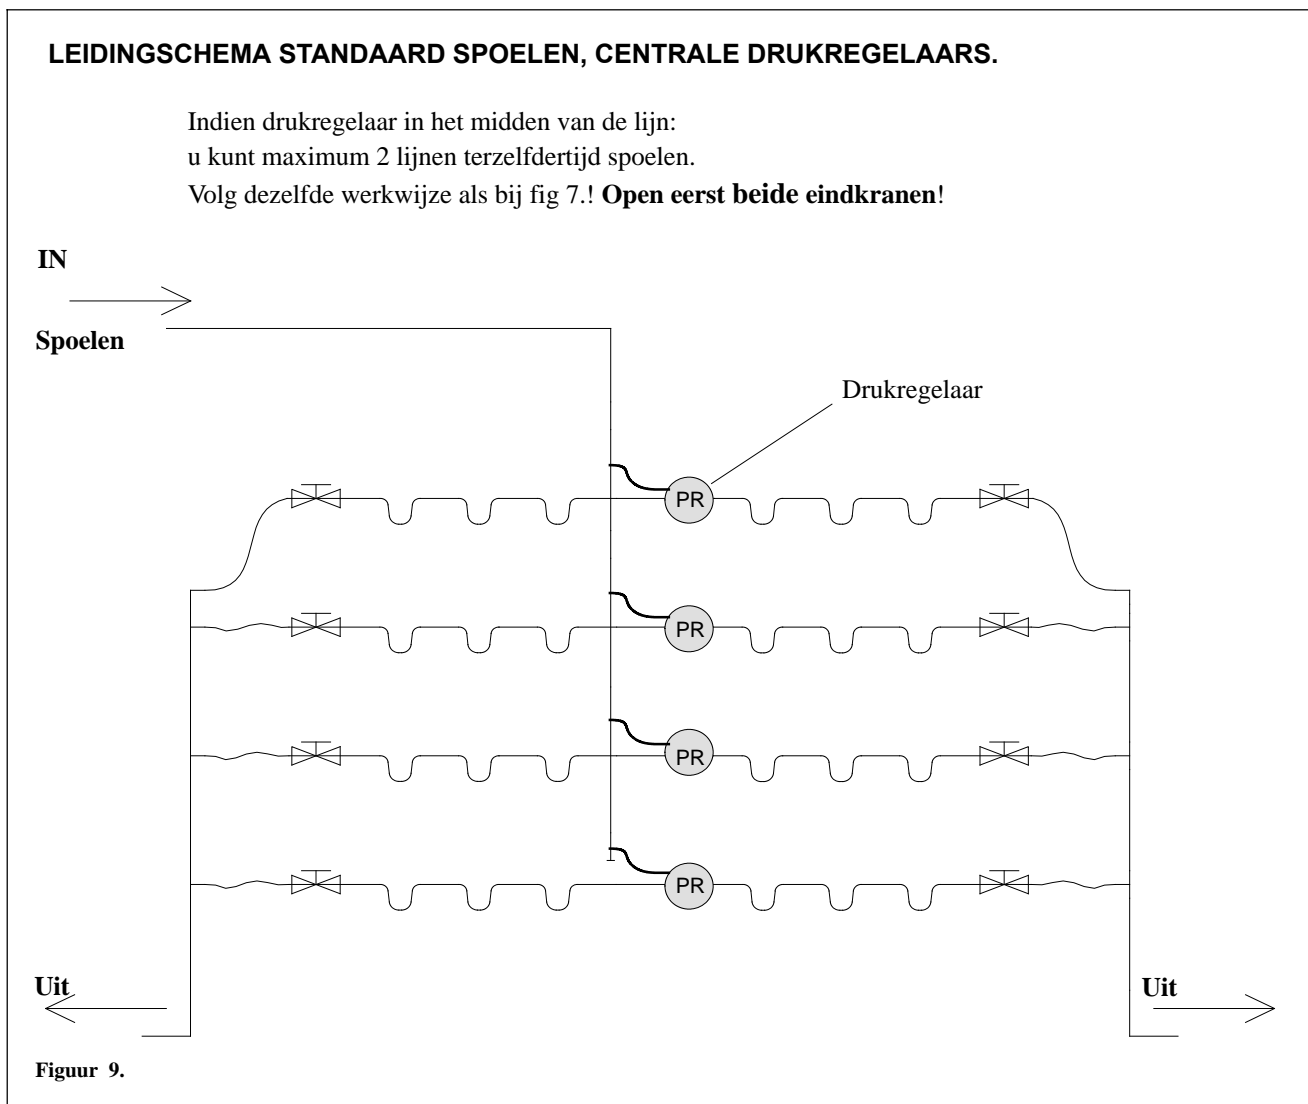 LEIDINGSCHEMA STANDAARD SPOELEN, CENTRALE DRUKREGELAARS.
Indien drukregelaar in het midden van de lijn:
u kunt maximum 2 lijnen terzelfdertijd spoelen.
Volg dezelfde werkwijze als bij fig 7.! Open eerst beide eindkranen!
IN
Spoelen
Drukregelaar
PR
PR
PR
PR
Uit
Uit
Figuur 9.